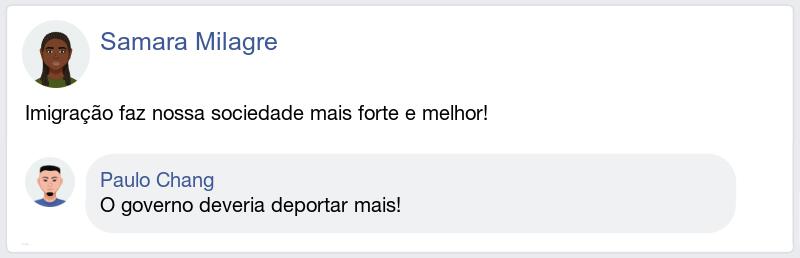 Samara Milagre
Imigração faz nossa sociedade mais forte e melhor!
Paulo Chang
O governo deveria deportar mais!